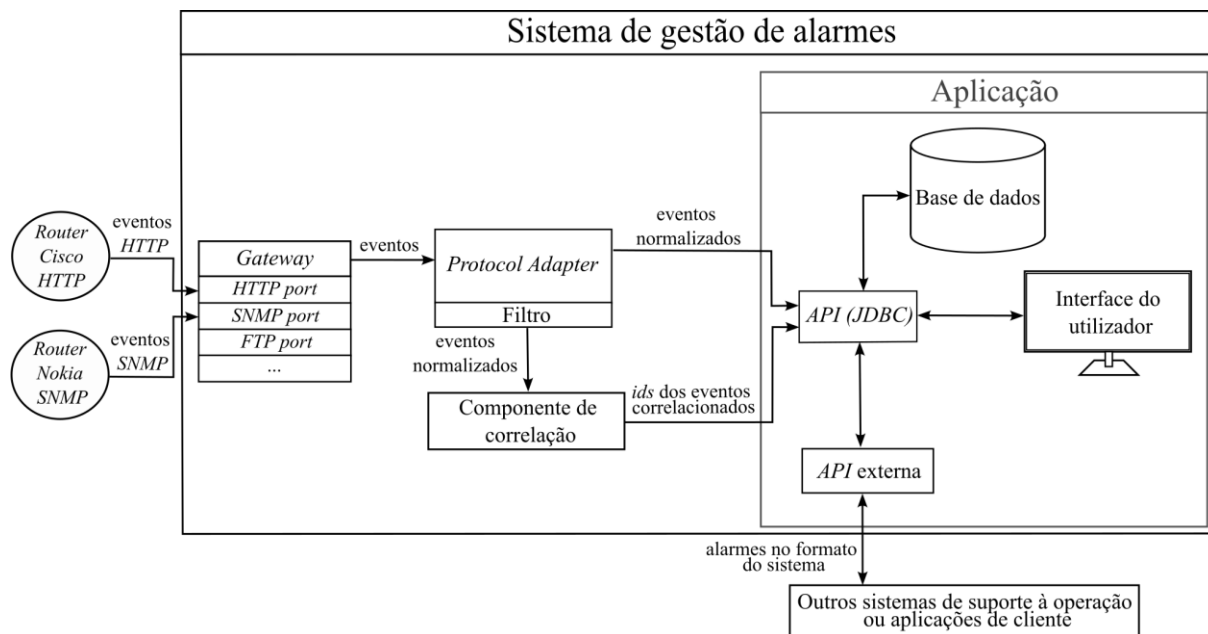 Sistema de gestão de alarmes
Aplicação
Base de dados
eventos
HTTP
Router
Cisco
HTTP
eventos
normalizados
eventos
Gateway
HTTP port
SNMP port
FTP port
...
Protocol Adapter
Filtro
API (JDBC)
Interface do
utilizador
eventos
SNMP
Router
Nokia
SNMP
eventos
normalizados
Componente de
correlação
ids dos eventos
correlacionados
API externa
alarmes no formato
do sistema
Outros sistemas de suporte à operação
ou aplicações de cliente